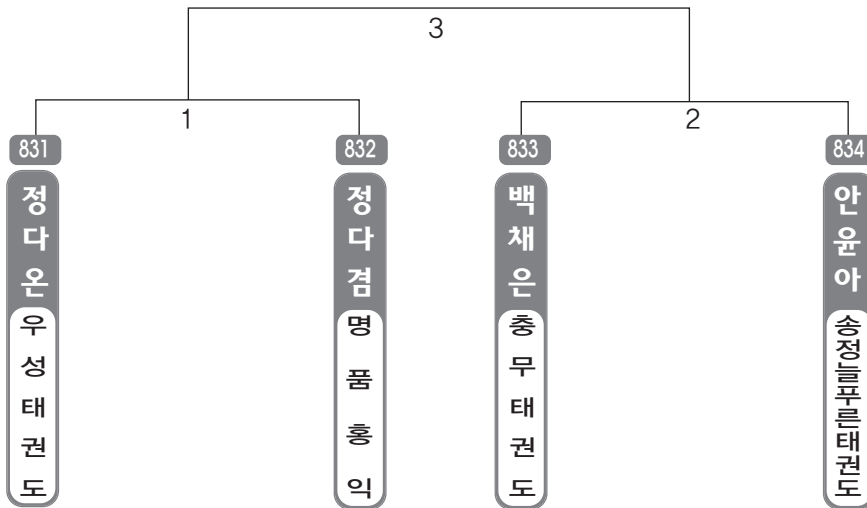 3
1
2
831
832
833
834
정다온
정다겸
백채은
안윤아
우성태권도
명품홍익
충무태권도
송정늘푸른태권도